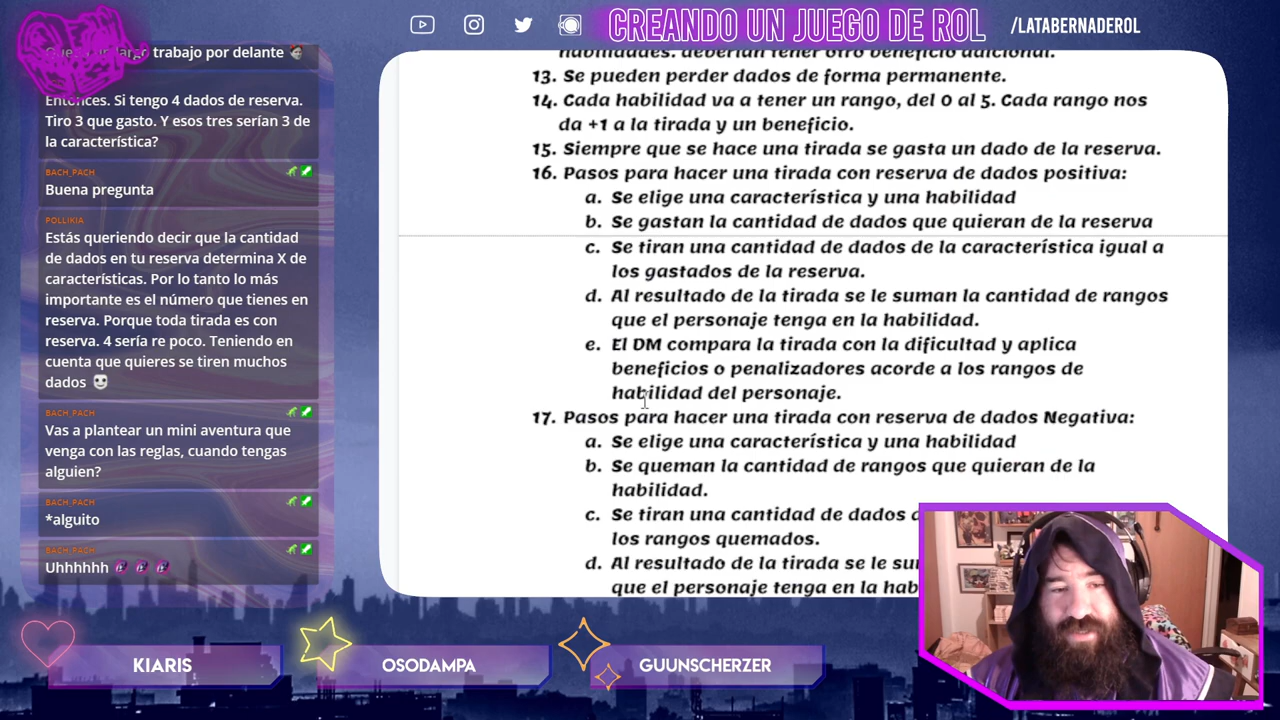 CREANDO UN JUEGO DE ROL
/LATABERNADEROL
trabajo por delante
Entonces. Si tengo 4 dados de reserva.
Tiro 3 que gasto. Y esos tres serían 3 de
la característica?
BACH_PACH
Buena pregunta
POLLIKIA
Estás queriendo decir que la cantidad
de dados en tu reserva determina X de
características. Por lo tanto lo más
importante es el número que tienes en
reserva. Porque toda tirada es con
reserva. 4 sería re poco. Teniendo en
cuenta que quieres se tiren muchos
dados
BACH_PACH
Vas a plantear un mini aventura que
venga con las reglas, cuando tengas
alguien?
BACH_PACH
*alguito
BACH_PACH
Uhhhhhh
habilidades. deberían tener otro beneficio adicional.
13. Se pueden perder dados de forma permanente.
14. Cada habilidad va a tener un rango, del 0 al 5. Cada rango nos
da +1 a la tirada y un beneficio.
15. Siempre que se hace una tirada se gasta un dado de la reserva.
16. Pasos para hacer una tirada con reserva de dados positiva:
a. Se elige una característica y una habilidad
b. Se gastan la cantidad de dados que quieran de la reserva
c. Se tiran una cantidad de dados de la característica igual a
los gastados de la reserva.
d. Al resultado de la tirada se le suman la cantidad de rangos
que el personaje tenga en la habilidad.
e. El DM compara la tirada con la dificultad y aplica
beneficios o penalizadores acorde a los rangos de
habilidad del personaje.
17. Pasos para hacer una tirada con reserva de dados Negativa:
a. Se elige una característica y una habilidad
b. Se queman la cantidad de rangos que quieran de la
habilidad.
c. Se tiran una cantidad de dados
los rangos quemados.
d. Al resultado de la tirada se le
que el personaje tenga en la
KIARIS
OSODAMPA
GUUNSCHERZER